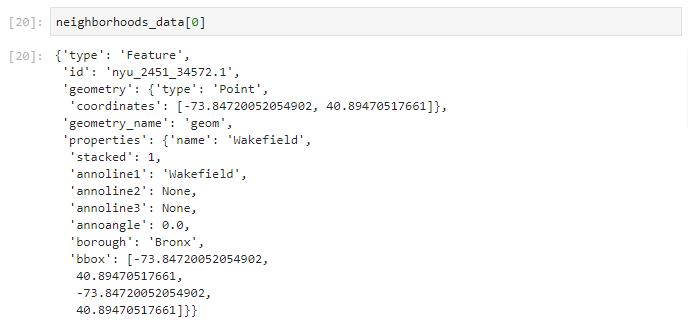 [20]: neighborhoods_data[0]
[20]: {'type': 'Feature',
'id': 'nyu_2451_34572.1',
'geometry': {'type': 'Point',
'coordinates': [-73.84720052054902, 40.89470517661]},
'geometry_name': 'geom',
'properties': {'name': 'Wakefield',
'stacked': 1,
'annoline1': 'Wakefield',
'annoline2': None,
'annoline3': None,
'annoangle': 0.0,
'borough': 'Bronx',
'bbox': [-73.84720052054902,
40.89470517661,
-73.84720052054902,
40.89470517661]}}